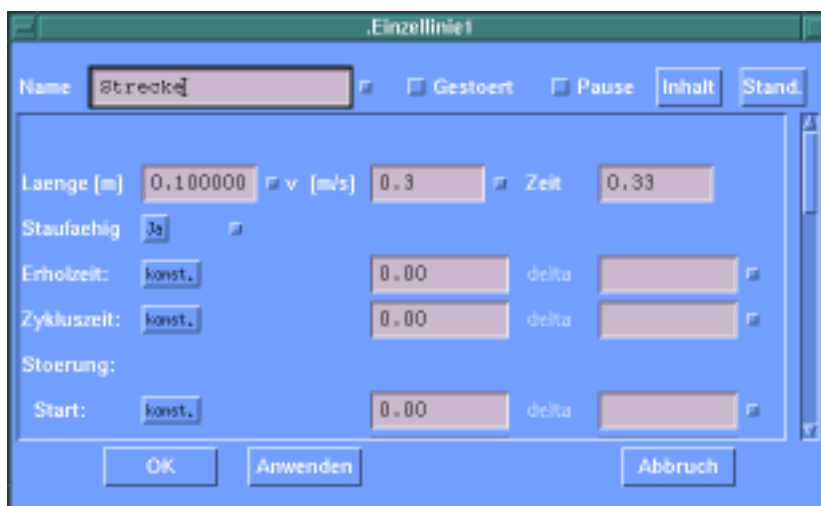 .Einzellinie1
Name Strecke Gestoert Pause Inhalt Stand.
Laenge [m] 0.100000 v [m/s] 0.3 Zeit 0.33
Staufaehig Ja
Erholzeit: konst. 0.00 delta
Zykluszeit: konst. 0.00 delta
Stoerung:
Start: konst. 0.00 delta
OK Anwenden Abbruch